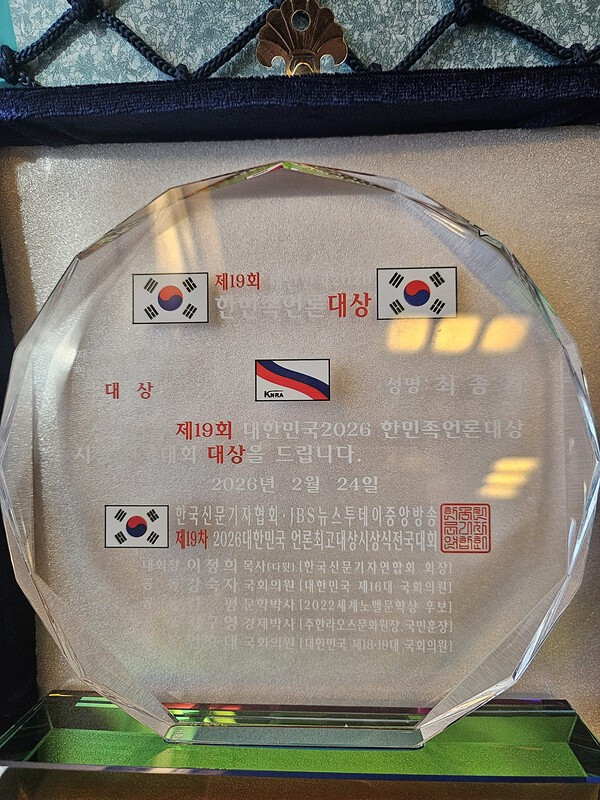 제19회
한민족언론대상
KNRA
대 상
성명: 최 종
제19회 대한민국2026 한민족언론대상
시 대회 대상을 드립니다.
2026년 2월 24일
한국신문기자협회·JBS뉴스투데이중앙방송
제19차 2026대한민국 언론최고대상시상식전국대회
대회장 이정희 목사(다윗).[한국신문기자연합회 회장]
공 동 강숙자 국회의원 [대한민국 제16대 국회의원]
평 문학박사 [2022세계노벨문학상 후보]
구영 경제박사 [주한라오스문화원장.국민훈장]
대 국회의원 [대한민국 제18·19대 국회의원]